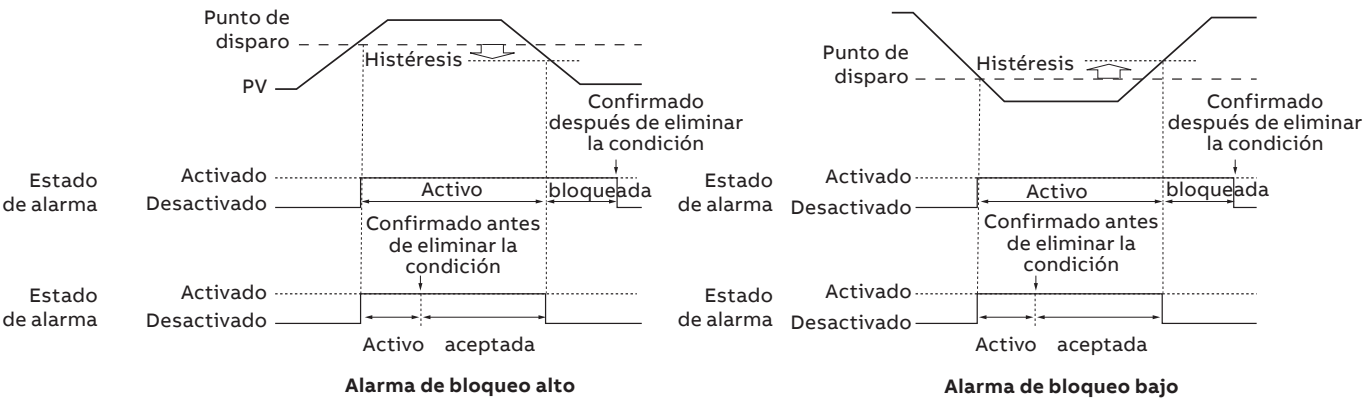 Punto de
disparo
Histéresis
PV
Confirmado
después de eliminar
la condición
Estado
de alarma
Activado
Desactivado
Activo
bloqueada
Confirmado antes
de eliminar la
condición
Estado
de alarma
Activado
Desactivado
Activo aceptada
Alarma de bloqueo alto
Punto de
disparo
Histéresis
Confirmado
después de eliminar
la condición
Estado
de alarma
Activado
Desactivado
Activo
bloqueada
Confirmado antes
de eliminar la
condición
Estado
de alarma
Activado
Desactivado
Activo aceptada
Alarma de bloqueo bajo